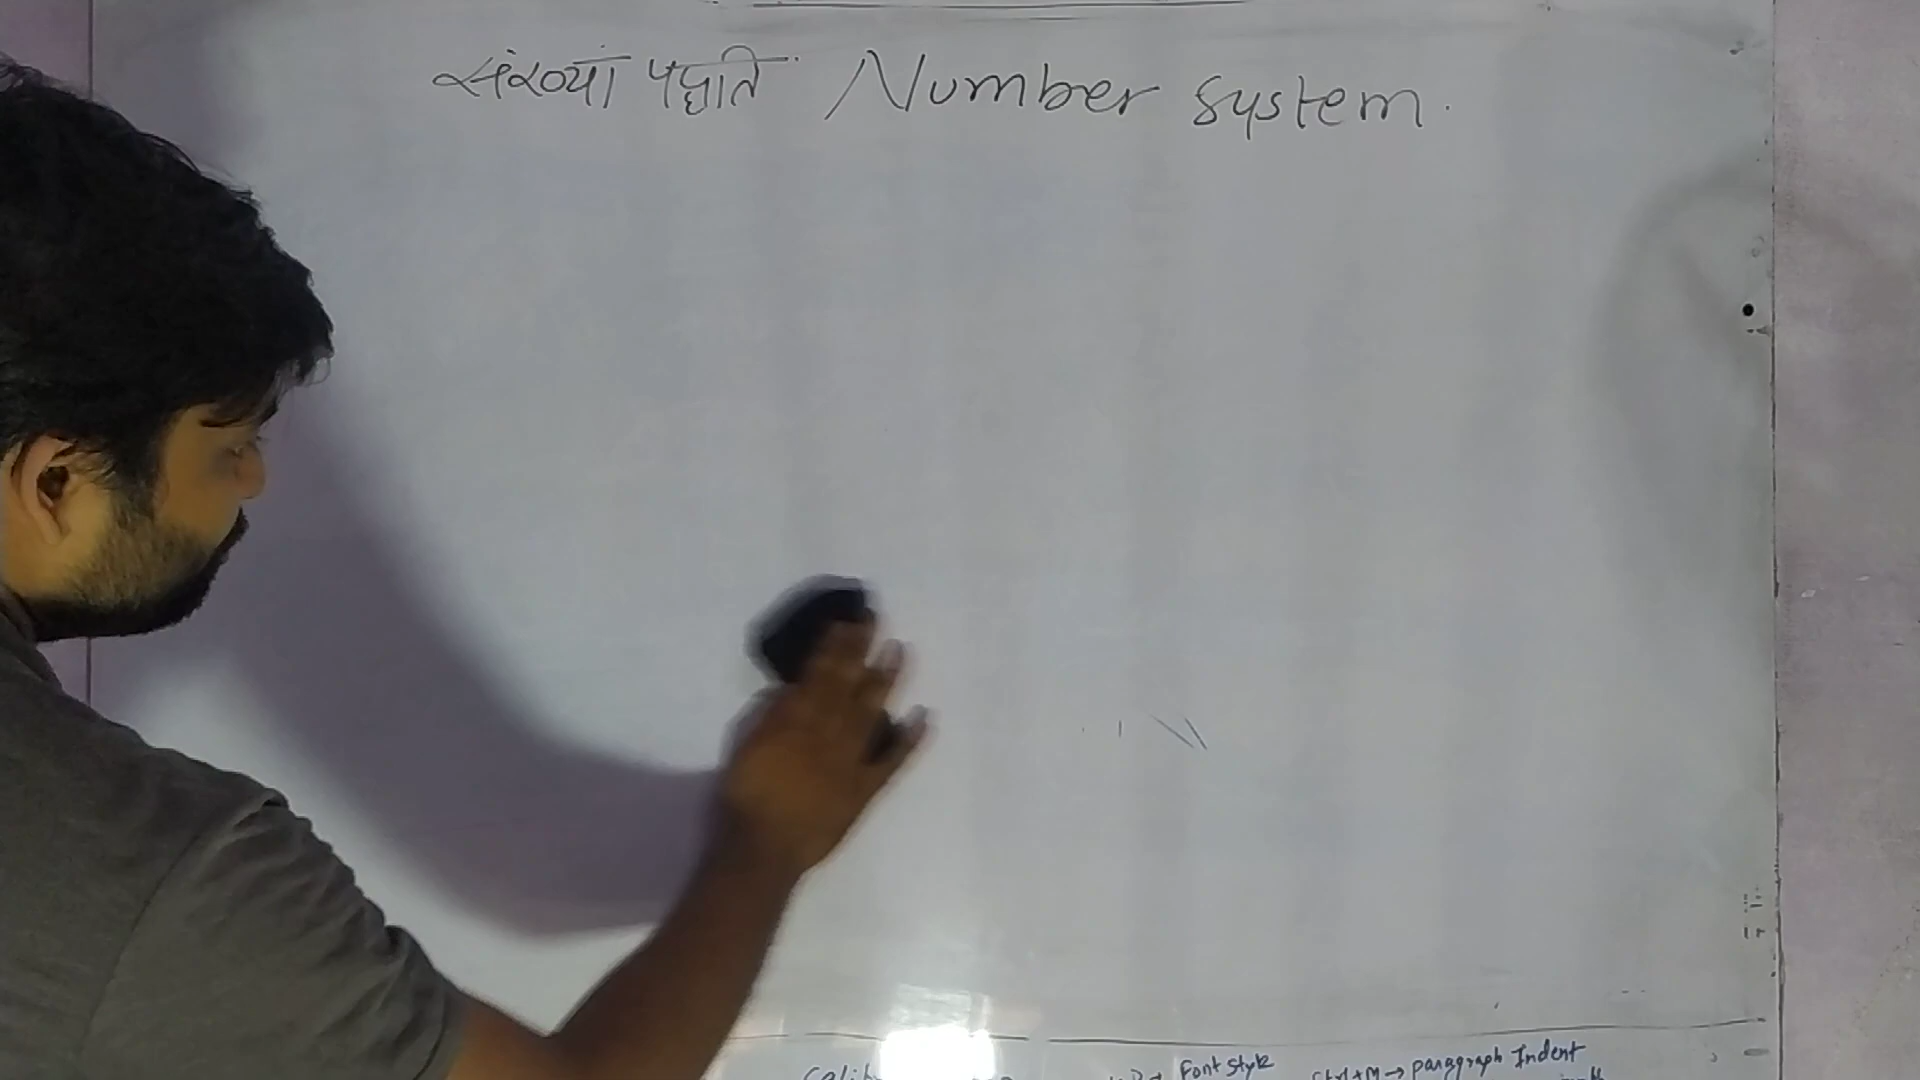 संख्या पद्धति Number System.
Font Style
Ctrl+M → paragraph Indent